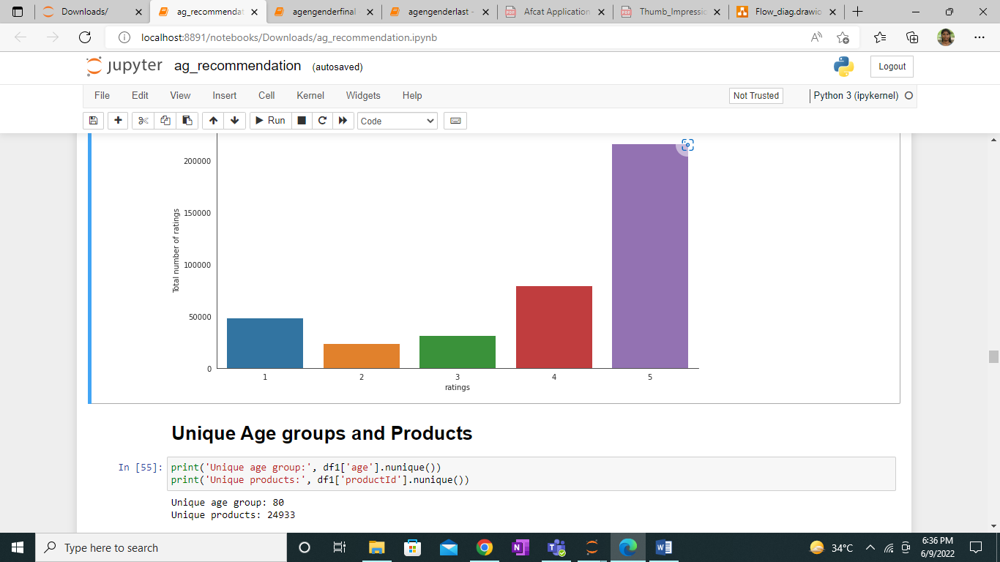 Downloads/ ag_recommendat agengenderfinal - agengenderlast - Afcat Application Thumb_Impressio Flow_diag.drawio
localhost:8891/notebooks/Downloads/ag_recommendation.ipynb
jupyter ag_recommendation (autosaved) Logout
File Edit View Insert Cell Kernel Widgets Help Not Trusted Python 3 (ipykernel)
Run Code
200000
150000
100000
50000
0
Total number of ratings
1 2 3 4 5
ratings
Unique Age groups and Products
In [55]: print('Unique age group:', df1['age'].nunique())
print('Unique products:', df1['productId'].nunique())
Unique age group: 80
Unique products: 24933
Type here to search 34°C 6:36 PM
6/9/2022